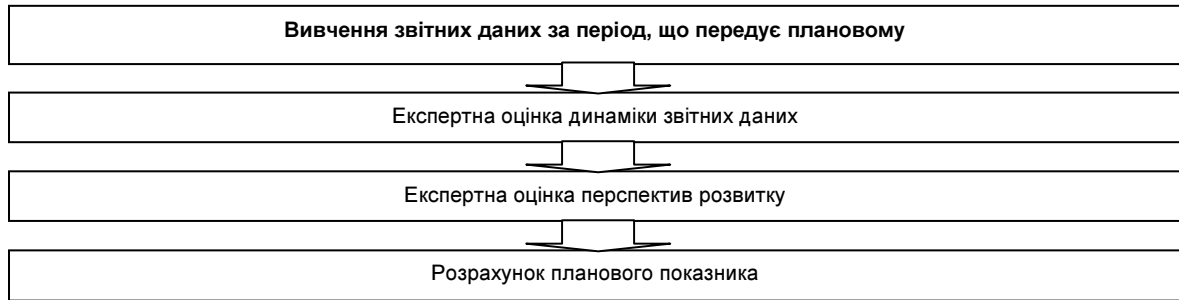 Вивчення звітних даних за період, що передує плановому
Експертна оцінка динаміки звітних даних
Експертна оцінка перспектив розвитку
Розрахунок планового показника